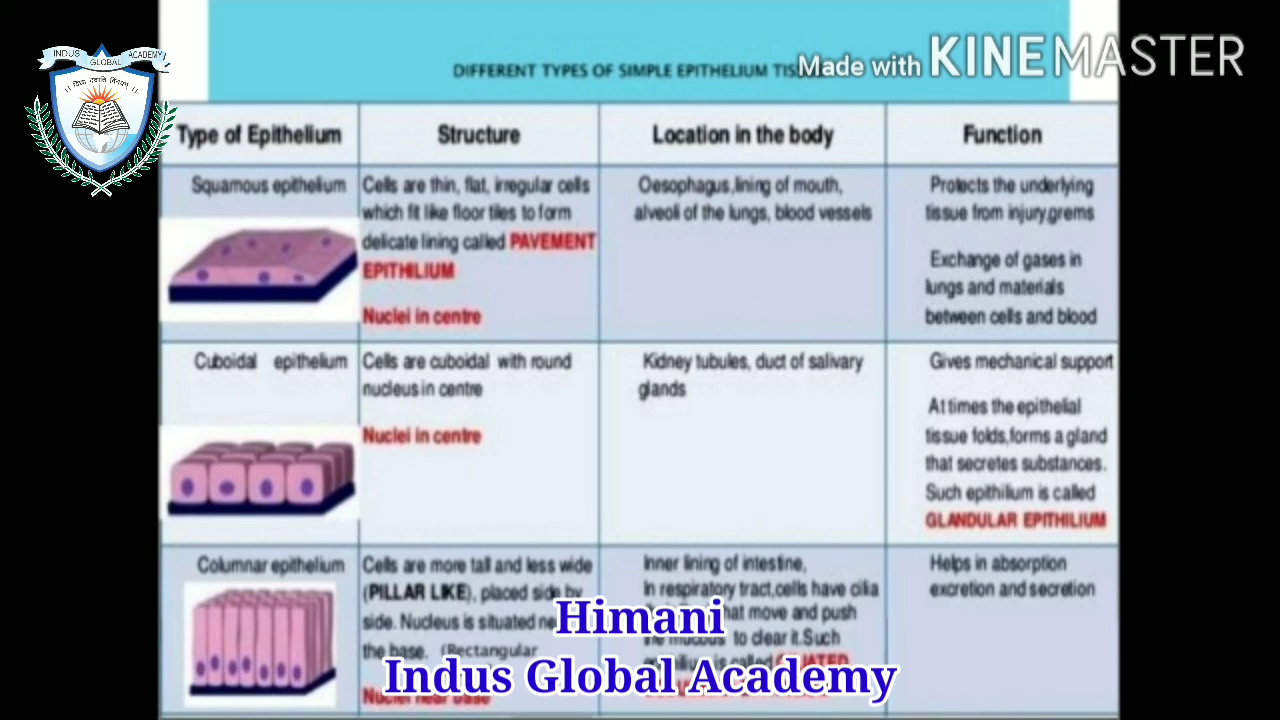 INDUS GLOBAL ACADEMY
Made with KINEMASTER
DIFFERENT TYPES OF SIMPLE EPITHELIUM
Type of Epithelium
Structure
Location in the body
Function
Squamous epithelium
Cells are thin, flat, irregular cells
which fit like floor tiles to form
delicate lining called PAVEMENT
EPITHILIUM
Nuclei in centre
Oesophagus,lining of mouth,
alveoli of the lungs, blood vessels
Protects the underlying
tissue from injury,grems
Exchange of gases in
lungs and materials
between cells and blood
Cuboidal epithelium
Cells are cuboidal with round
nucleus in centre
Nuclei in centre
Kidney tubules, duct of salivary
glands
Gives mechanical support
At times the epithelial
tissue folds,forms a gland
that secretes substances.
Such epithilium is called
GLANDULAR EPITHILIUM
Columnar epithelium
Cells are more tall and less wide
(PILLAR LIKE), placed side by
side. Nucleus is situated
the base. (Rectangular
Nuclei near base
Inner lining of intestine,
In respiratory tract,cells have cilia
that move and push
the mucous to clear it.Such
is called
Helps in absorption
excretion and secretion
Himani
Indus Global Academy